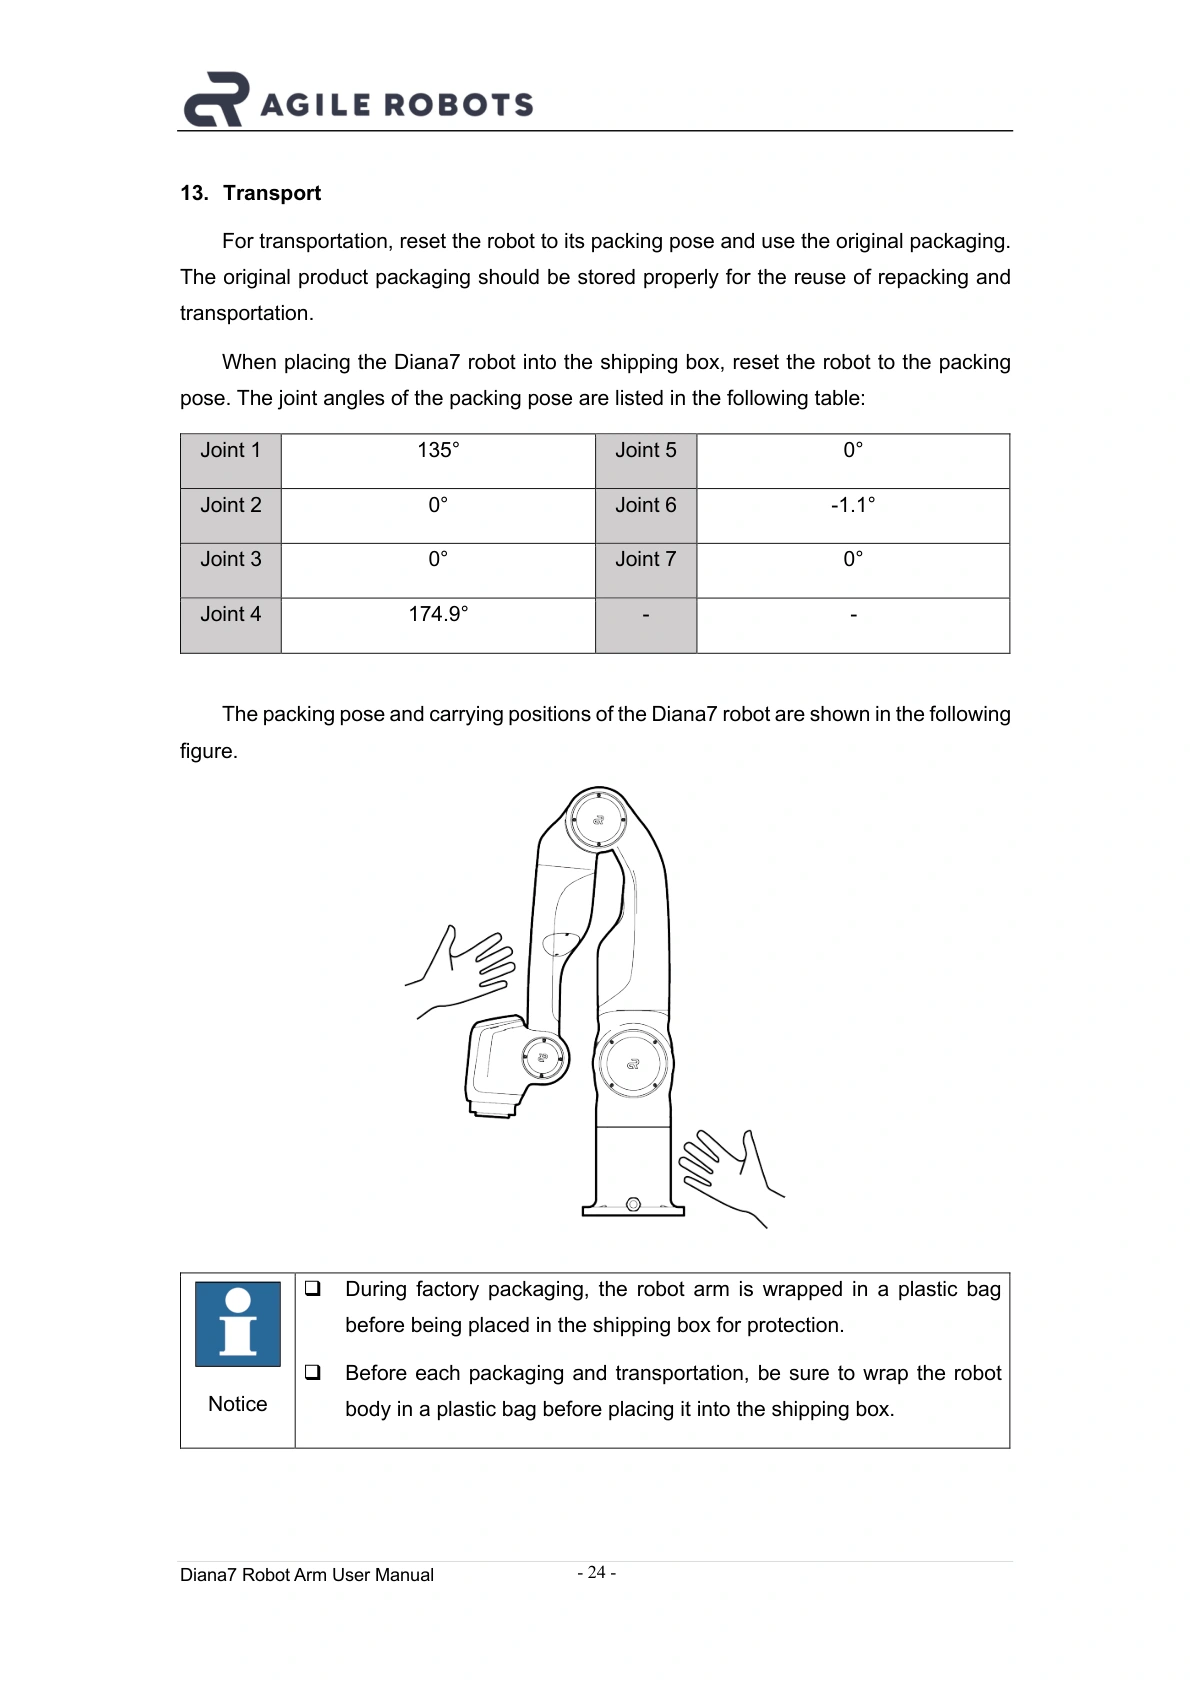 AGILE ROBOTS
13. Transport
For transportation, reset the robot to its packing pose and use the original packaging.
The original product packaging should be stored properly for the reuse of repacking and
transportation.
When placing the Diana7 robot into the shipping box, reset the robot to the packing
pose. The joint angles of the packing pose are listed in the following table:
Joint 1 135° Joint 5 0°
Joint 2 0° Joint 6 -1.1°
Joint 3 0° Joint 7 0°
Joint 4 174.9° - -
The packing pose and carrying positions of the Diana7 robot are shown in the following
figure.
❑ During factory packaging, the robot arm is wrapped in a plastic bag
before being placed in the shipping box for protection.
❑ Before each packaging and transportation, be sure to wrap the robot
body in a plastic bag before placing it into the shipping box.
Notice
Diana7 Robot Arm User Manual - 24 -